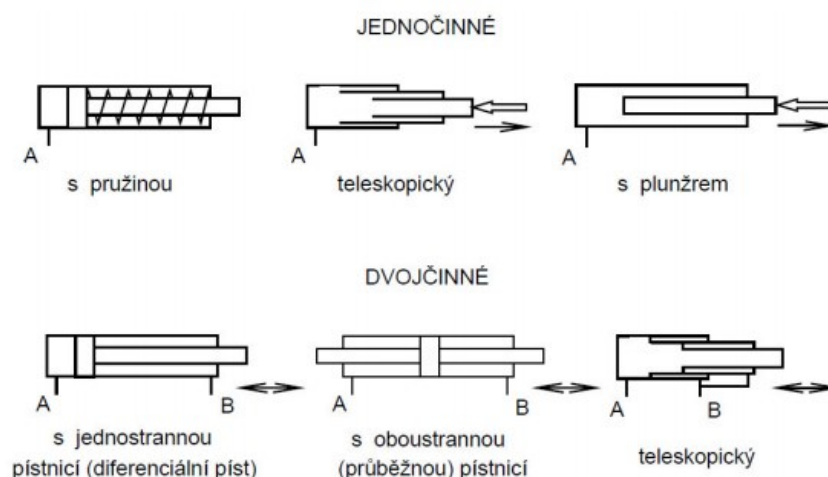 JEDNOČINNÉ
A
A
A
s pružinou
teleskopický
s plunžrem
DVOJČINNÉ
A
B
A
B
A
B
s jednostrannou
pístnicí (diferenciální píst)
s oboustrannou
(průběžnou) pístnicí
teleskopický